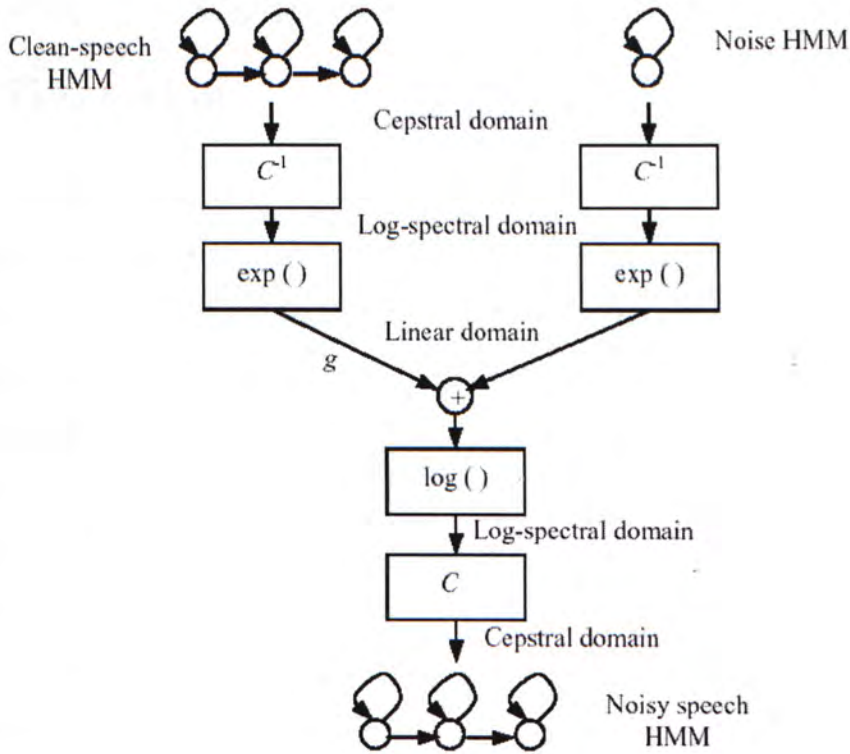 Clean-speech
HMM
Noise HMM
Cepstral domain
C⁻¹
C⁻¹
Log-spectral domain
exp ( )
exp ( )
Linear domain
g
+
log ( )
Log-spectral domain
C
Cepstral domain
Noisy speech
HMM